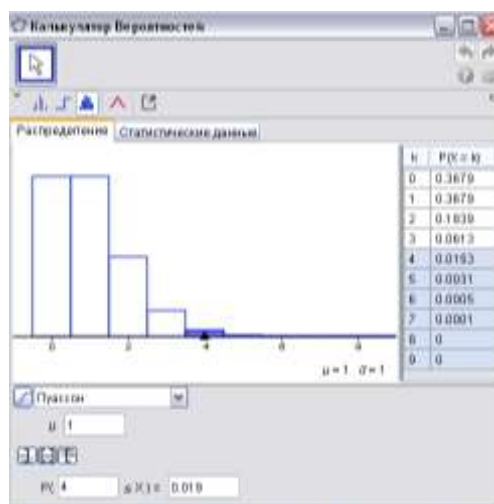 Калькулятор Вероятностей
Распределение Статистические данные
k P(X = k)
0 0.3679
1 0.3679
2 0.1839
3 0.0613
4 0.0153
5 0.0031
6 0.0005
7 0.0001
8 0
9 0
0 2 4 6 8
μ = 1 σ = 1
Пуассон
μ 1
P( 4 ≤ X ) = 0.019